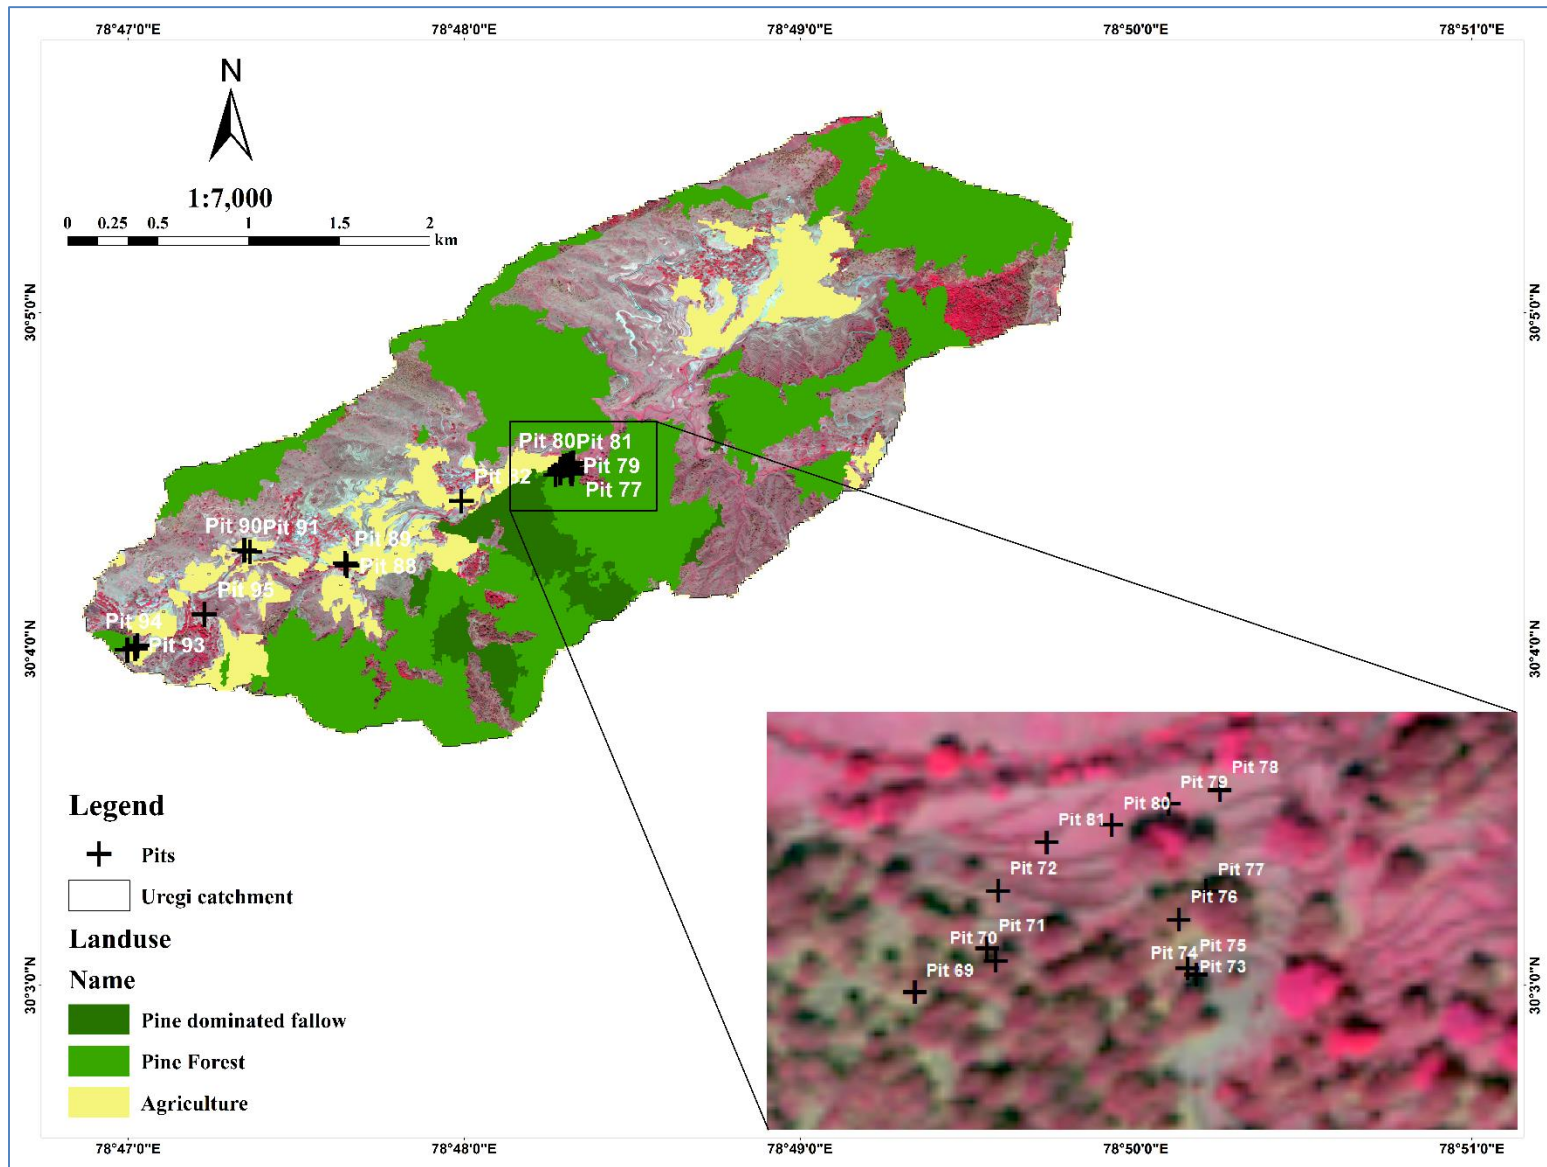 78°47'0"E 78°48'0"E 78°49'0"E 78°50'0"E 78°51'0"E
N
1:7,000
0 0.25 0.5 1 1.5 2
km
30°5'0"N 30°5'0"N
Pit 80 Pit 81
Pit 79
Pit 82
Pit 77
Pit 90 Pit 91
Pit 89
Pit 88
Pit 95
Pit 94
Pit 93
30°4'0"N 30°4'0"N
Pit 78
Pit 79
Pit 80
Pit 81
Pit 72
Pit 77
Pit 76
Pit 71
Pit 70
Pit 75
Pit 74
Pit 73
Pit 69
Legend
Pits
Uregi catchment
Landuse
Name
30°3'0"N 30°3'0"N
Pine dominated fallow
Pine Forest
Agriculture
78°47'0"E 78°48'0"E 78°49'0"E 78°50'0"E 78°51'0"E